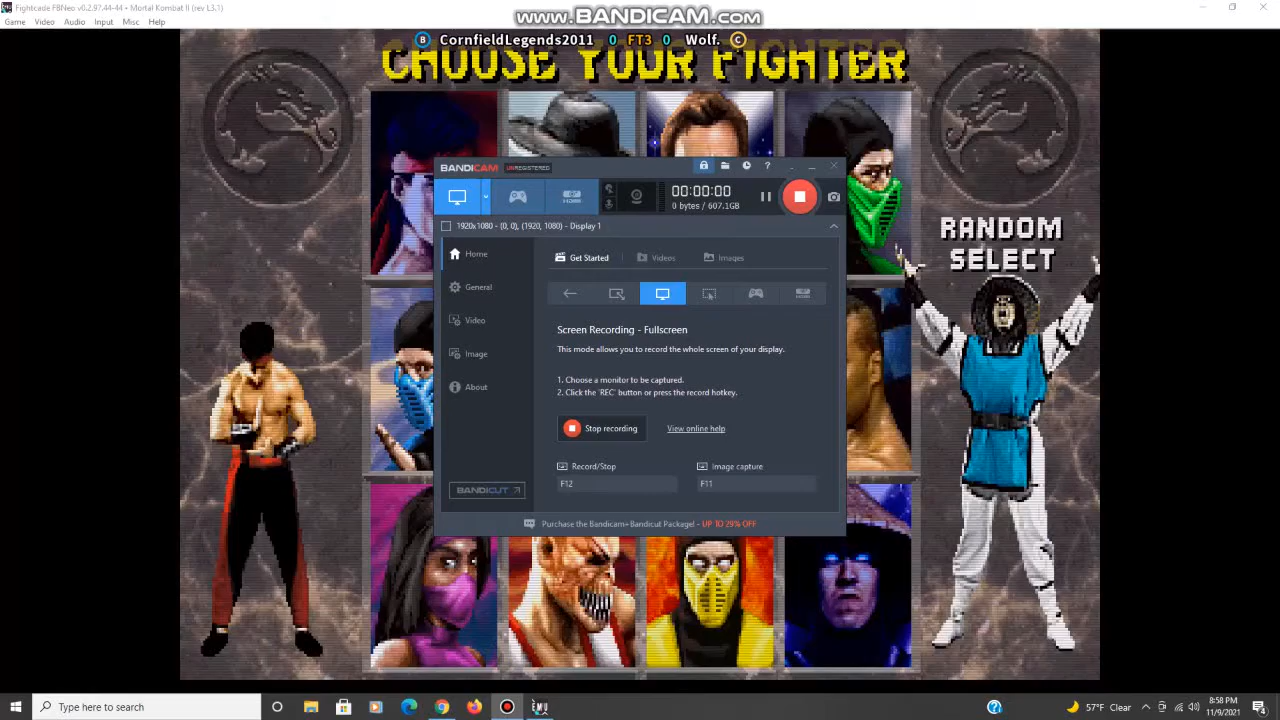 Fightcade FBNeo v0.2.97.44-44 • Mortal Kombat II (rev L3.1)
www.BANDICAM.com
Game Video Audio Input Misc Help
CornfieldLegends2011 0 FT3 0 Wolf.
CHOOSE YOUR FIGHTER
BANDICAM UNREGISTERED
00:00:00
0 bytes / 607.1GB
1920x1080 - (0, 0), (1920, 1080) - Display 1
RANDOM
SELECT
Home
General
Video
Image
About
BANDICUT
Get Started Videos Images
Screen Recording - Fullscreen
This mode allows you to record the whole screen of your display.
1. Choose a monitor to be captured.
2. Click the 'REC' button or press the record hotkey.
Stop recording View online help
Record/Stop Image capture
F12 F11
Purchase the Bandicam+Bandicut Package! - UP TO 29% OFF
Type here to search
57°F Clear
8:58 PM
11/9/2021